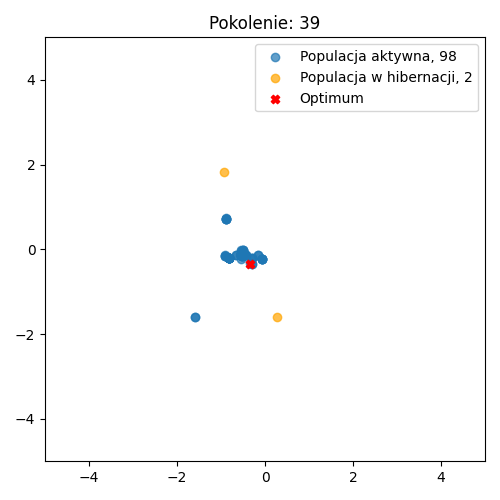 Pokolenie: 39
Populacja aktywna, 98
Populacja w hibernacji, 2
Optimum
4
2
0
−2
−4
−4
−2
0
2
4